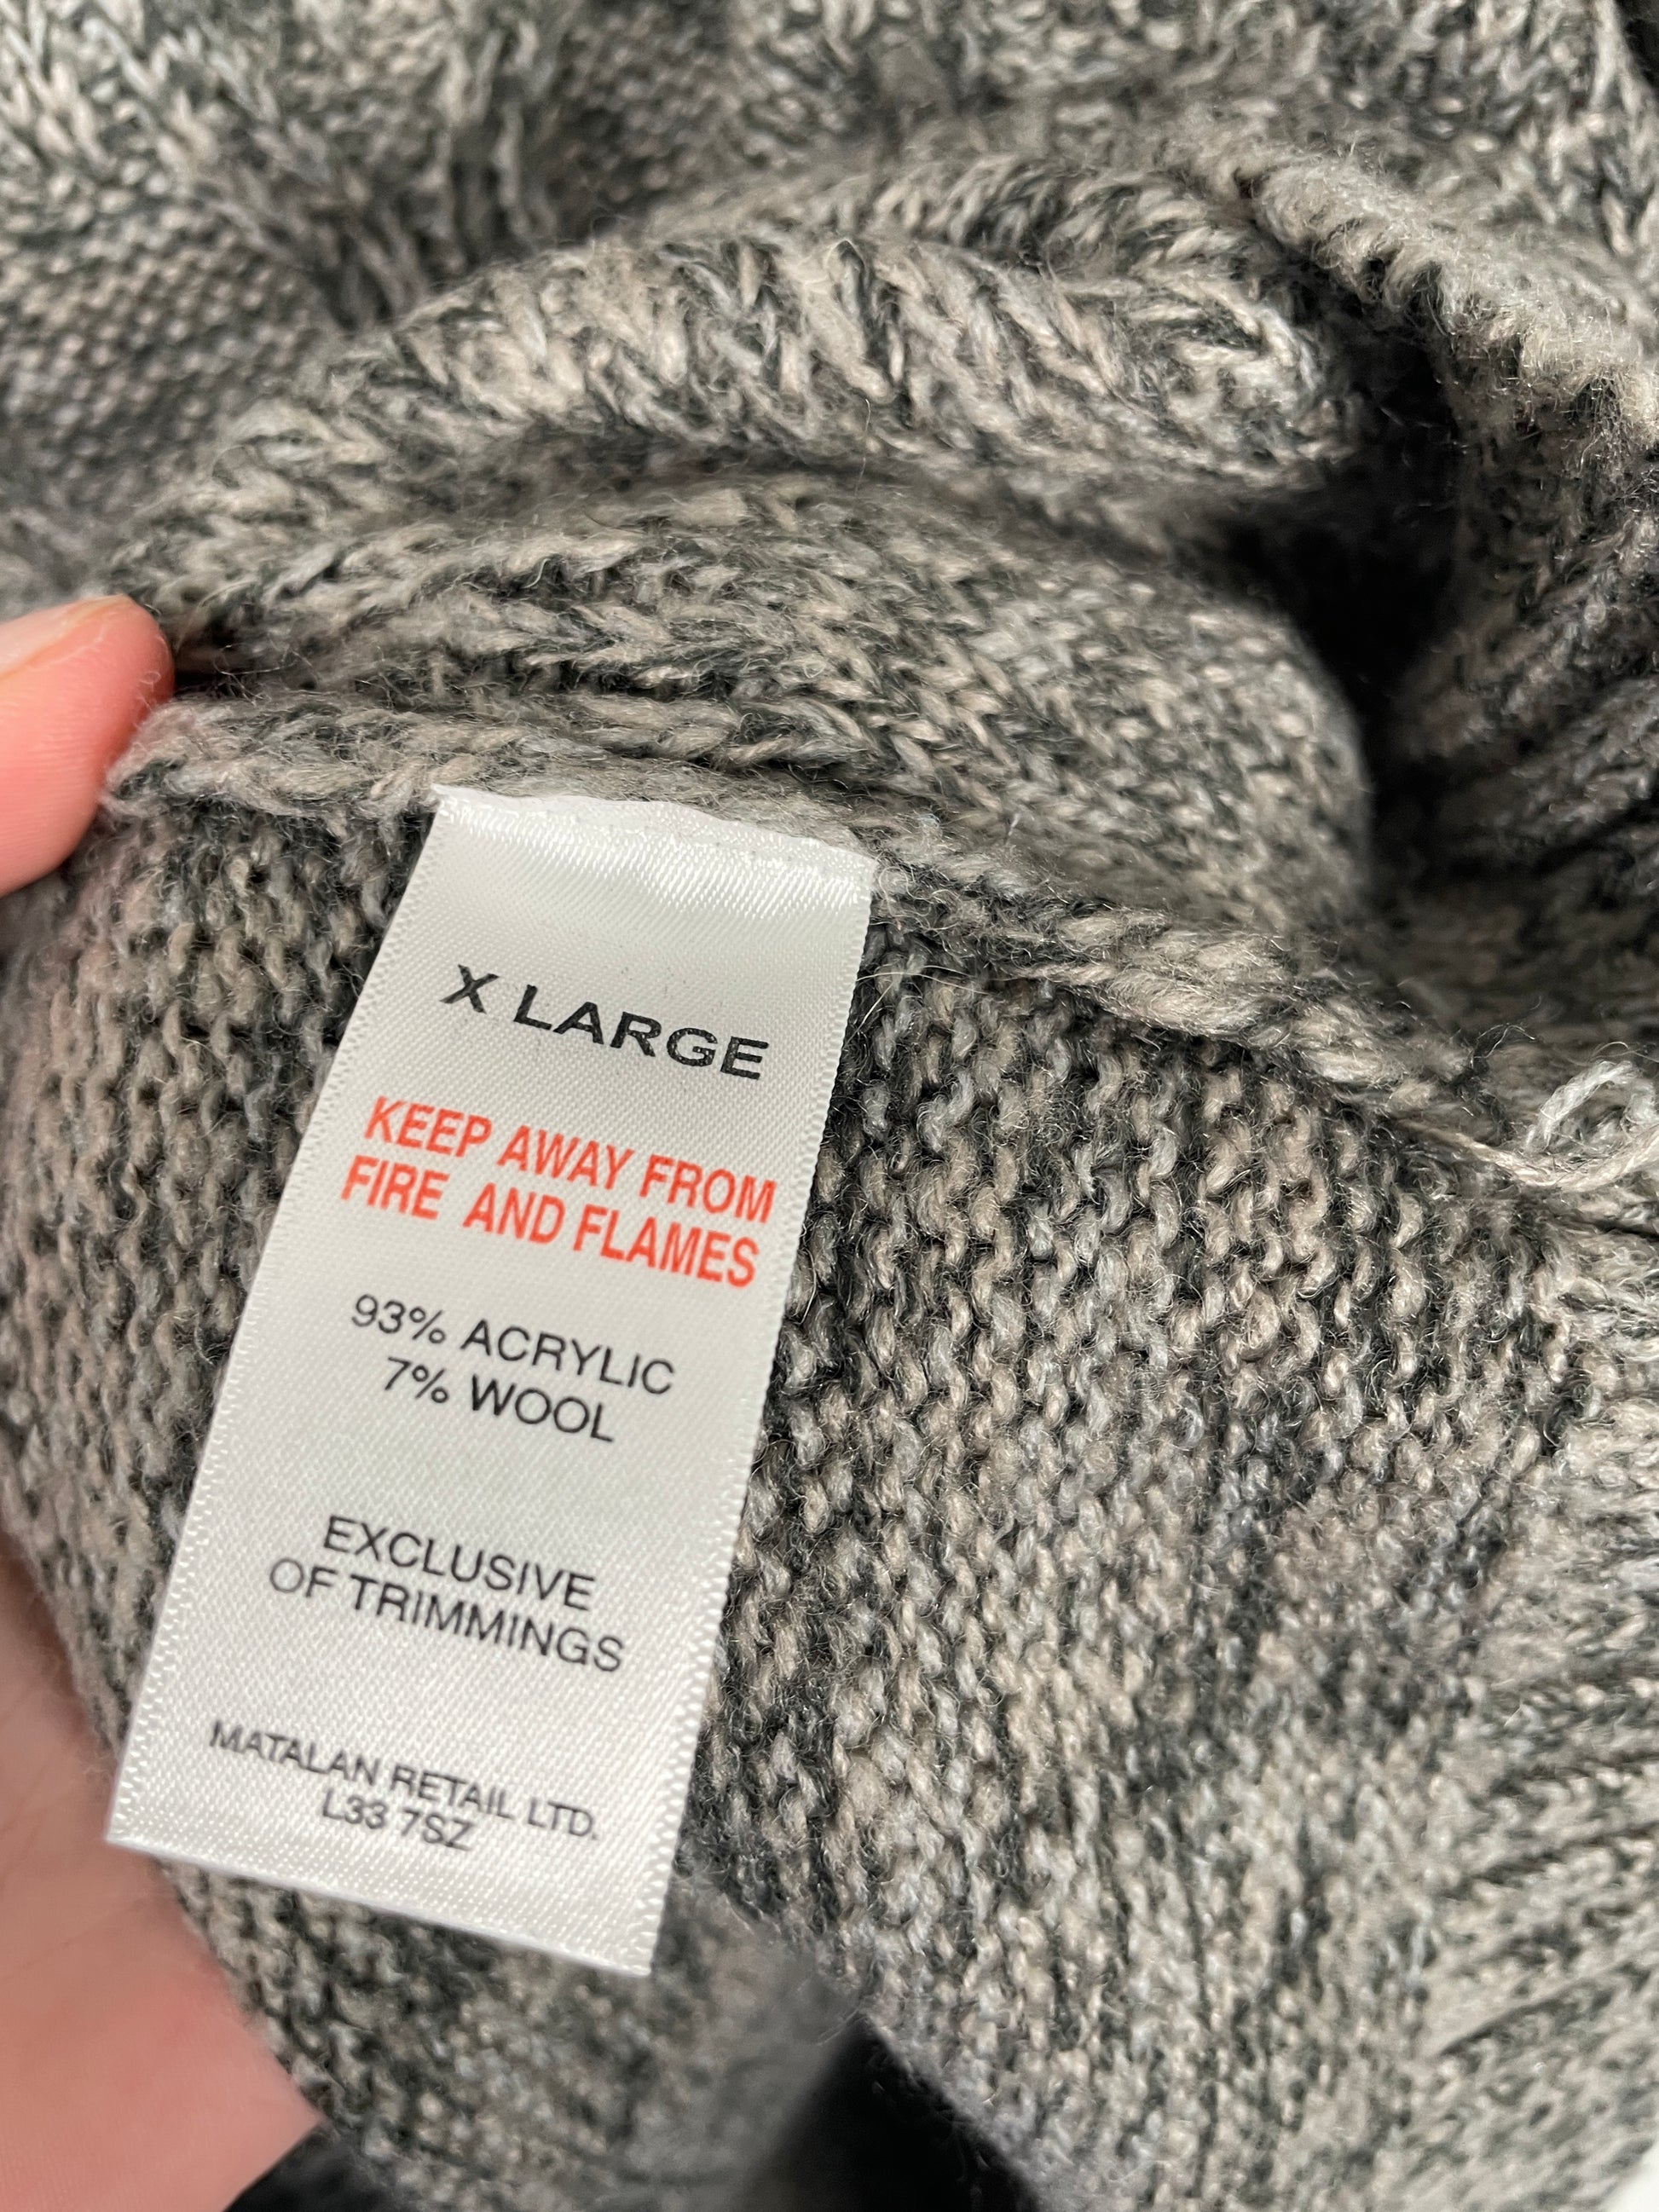 X LARGE
KEEP AWAY FROM
FIRE AND FLAMES
93% ACRYLIC
7% WOOL
EXCLUSIVE
OF TRIMMINGS
MATALAN RETAIL LTD.
L33 7SZ